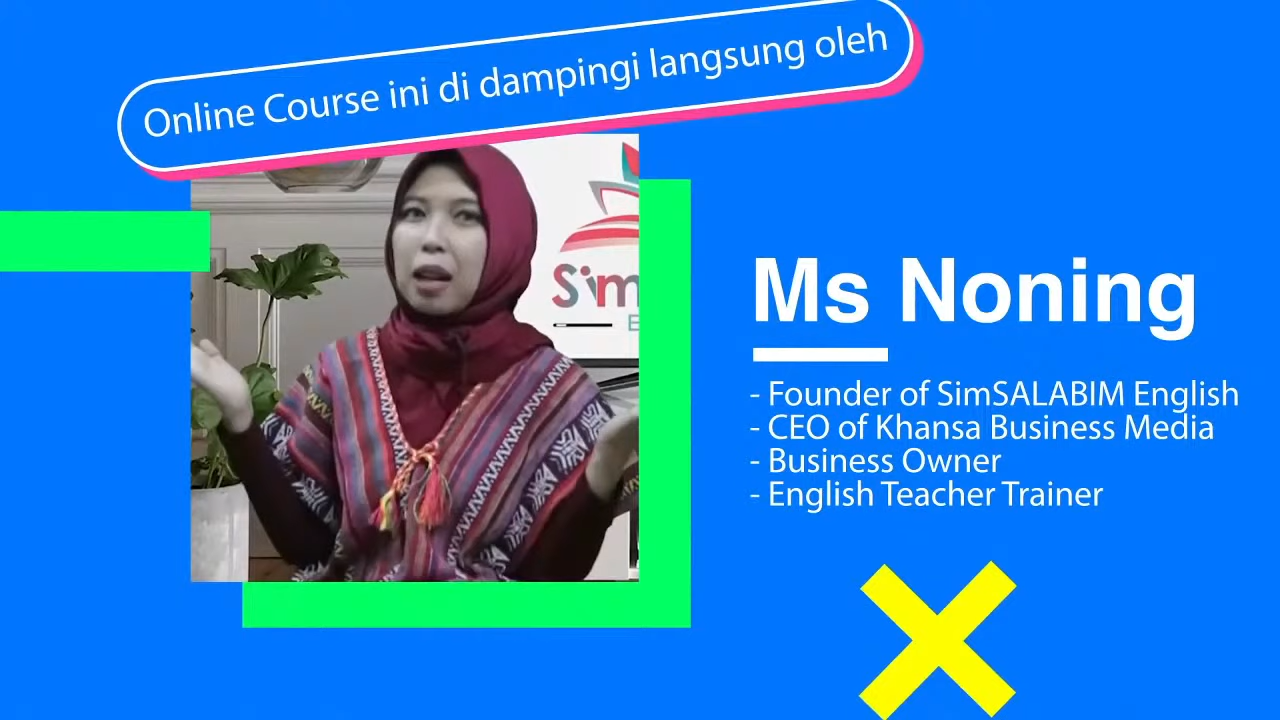 Online Course ini di dampingi langsung oleh
Sim
E
Ms Noning
- Founder of SimSALABIM English
- CEO of Khansa Business Media
- Business Owner
- English Teacher Trainer